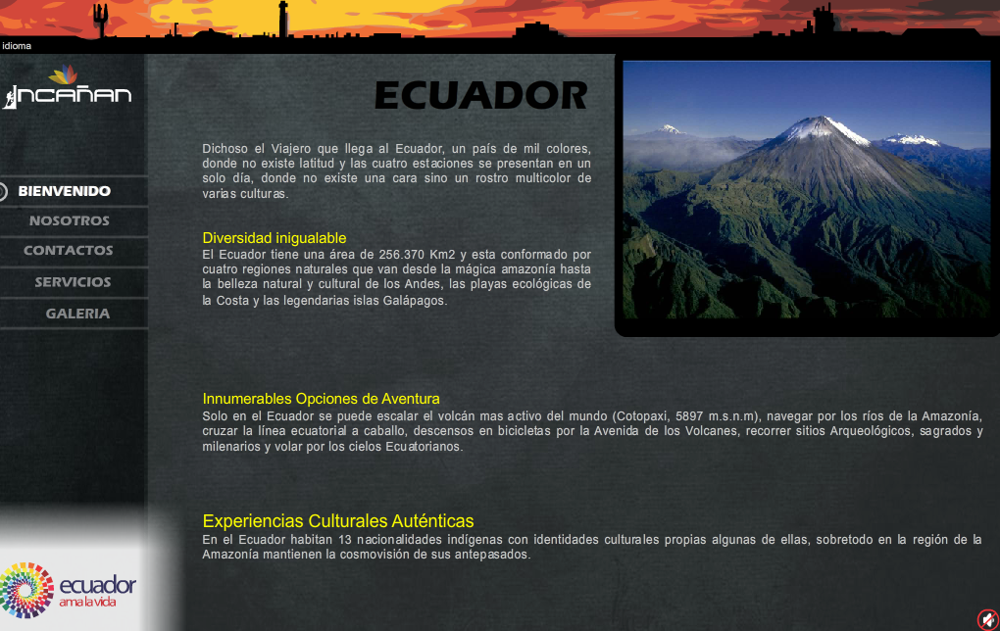 idioma
INCAÑAN
ECUADOR
Dichoso el Viajero que llega al Ecuador, un país de mil colores,
donde no existe latitud y las cuatro estaciones se presentan en un
solo día, donde no existe una cara sino un rostro multicolor de
varias culturas.
BIENVENIDO
NOSOTROS
CONTACTOS
SERVICIOS
GALERIA
Diversidad inigualable
El Ecuador tiene una área de 256.370 Km2 y esta conformado por
cuatro regiones naturales que van desde la mágica amazonía hasta
la belleza natural y cultural de los Andes, las playas ecológicas de
la Costa y las legendarias islas Galápagos.
Innumerables Opciones de Aventura
Solo en el Ecuador se puede escalar el volcán mas activo del mundo (Cotopaxi, 5897 m.s.n.m), navegar por los ríos de la Amazonía,
cruzar la línea ecuatorial a caballo, descensos en bicicletas por la Avenida de los Volcanes, recorrer sitios Arqueológicos, sagrados y
milenarios y volar por los cielos Ecuatorianos.
Experiencias Culturales Auténticas
En el Ecuador habitan 13 nacionalidades indígenas con identidades culturales propias algunas de ellas, sobretodo en la región de la
Amazonía mantienen la cosmovisión de sus antepasados.
ecuador
ama la vida